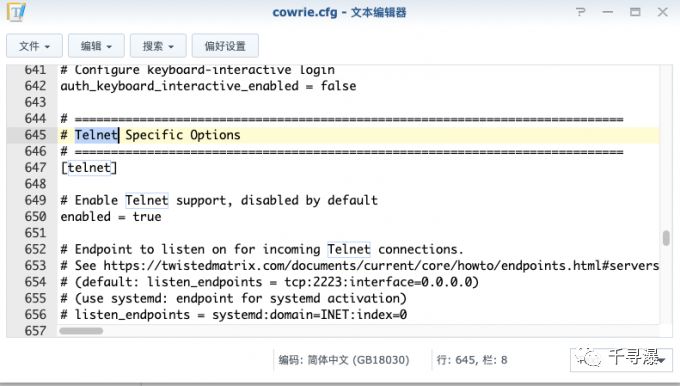 cowrie.cfg - 文本编辑器
文件 编辑 搜索 偏好设置
641 # Configure keyboard-interactive login
642 auth_keyboard_interactive_enabled = false
643
644 # =============================================================================
645 # Telnet Specific Options
646 # =============================================================================
647 [telnet]
648
649 # Enable Telnet support, disabled by default
650 enabled = true
651
652 # Endpoint to listen on for incoming Telnet connections.
653 # See https://twistedmatrix.com/documents/current/core/howto/endpoints.html#servers
654 # (default: listen_endpoints = tcp:2223:interface=0.0.0.0)
655 # (use systemd: endpoint for systemd activation)
656 # listen_endpoints = systemd:domain=INET:index=0
657
编码: 简体中文 (GB18030) 行: 645, 栏: 8
千寻瀑